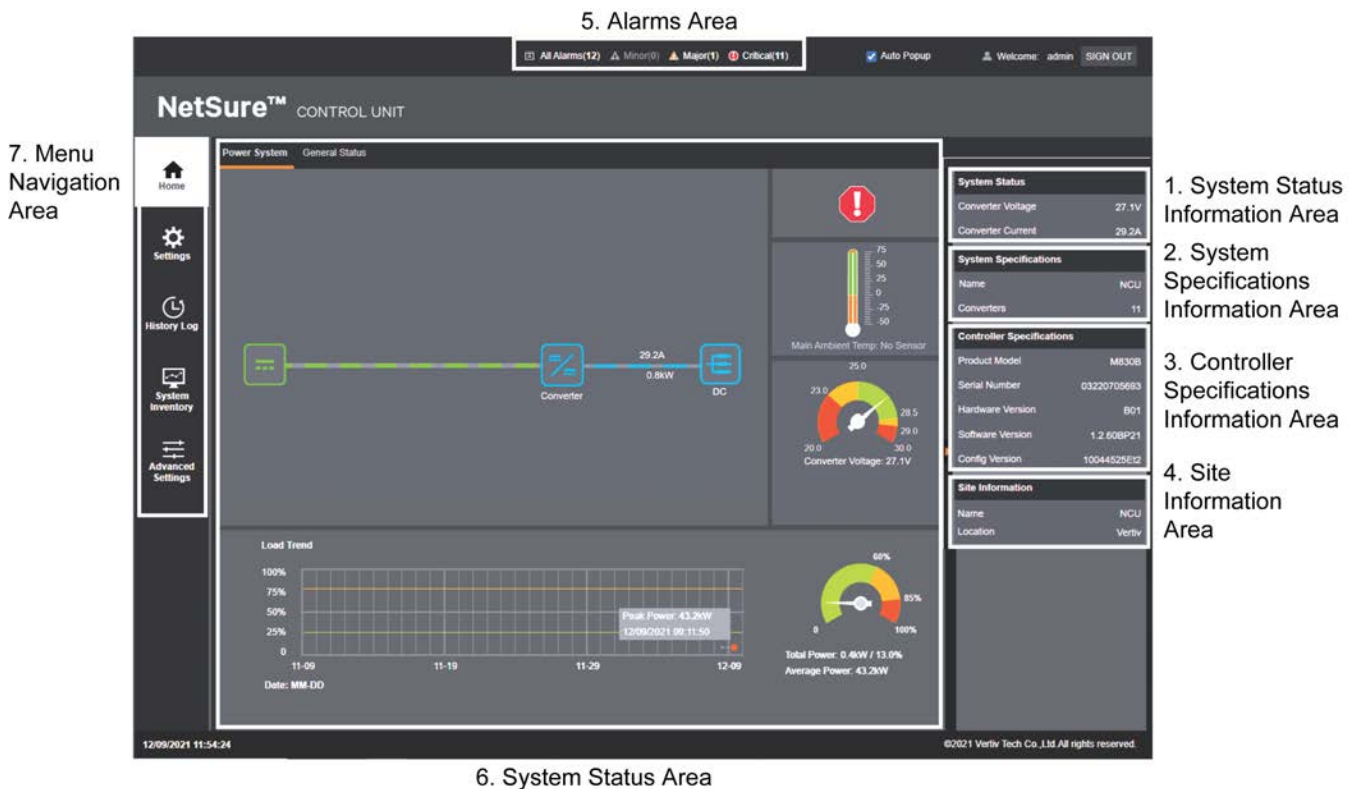 5. Alarms Area
All Alarms(12) Minor(0) Major(1) Critical(11)
Auto Popup
Welcome: admin SIGN OUT
NetSure™ CONTROL UNIT
7. Menu
Navigation
Area
Home
Settings
History Log
System
Inventory
Advanced
Settings
Power System General Status
29.2A
0.8kW
Converter
DC
75
50
25
0
-25
-50
Main Ambient Temp: No Sensor
25.0
23.0
28.5
29.0
20.0 30.0
Converter Voltage: 27.1V
Load Trend
100%
75%
50%
25%
0
Peak Power: 43.2kW
12/09/2021 09:11:50
11-09 11-19 11-29 12-09
Date: MM-DD
60%
85%
0 100%
Total Power: 0.4kW / 13.0%
Average Power: 43.2kW
System Status
Converter Voltage 27.1V
Converter Current 29.2A
System Specifications
Name NCU
Converters 11
Controller Specifications
Product Model M830B
Serial Number 03220705693
Hardware Version B01
Software Version 1.2.60BP21
Config Version 10044525Et2
Site Information
Name NCU
Location Vertiv
1. System Status
Information Area
2. System
Specifications
Information Area
3. Controller
Specifications
Information Area
4. Site
Information
Area
12/09/2021 11:54:24
©2021 Vertiv Tech Co.,Ltd.All rights reserved.
6. System Status Area